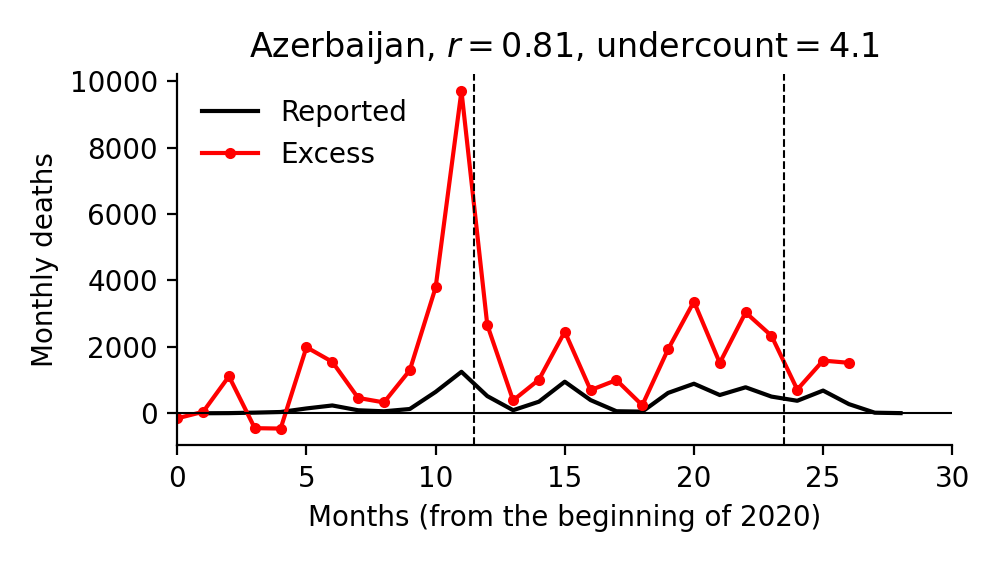 Azerbaijan, r = 0.81, undercount = 4.1
10000
8000
6000
4000
2000
0
Monthly deaths
Reported
Excess
0 5 10 15 20 25 30
Months (from the beginning of 2020)